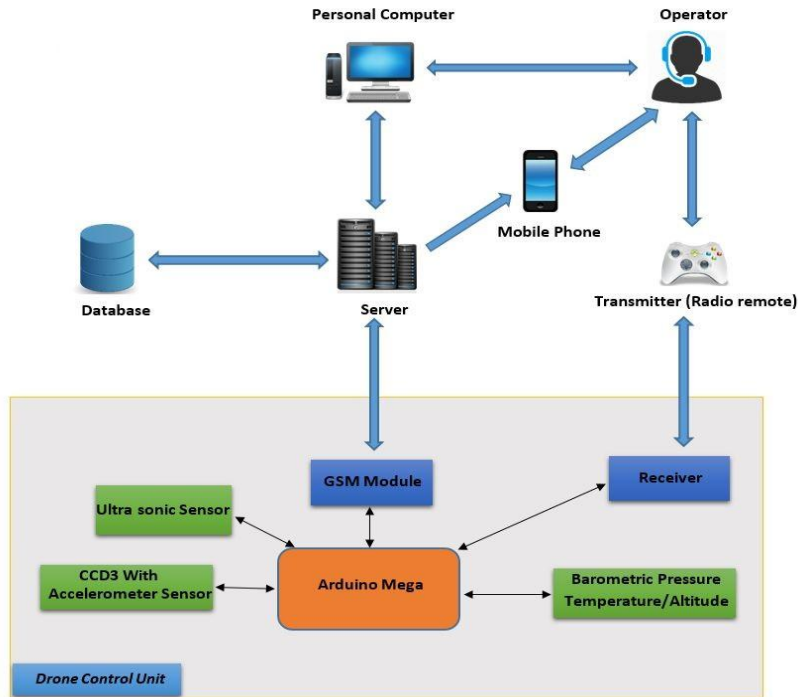 Personal Computer
Operator
Mobile Phone
Database
Server
Transmitter (Radio remote)
GSM Module
Receiver
Ultra sonic Sensor
CCD3 With
Accelerometer Sensor
Arduino Mega
Barometric Pressure
Temperature/Altitude
Drone Control Unit